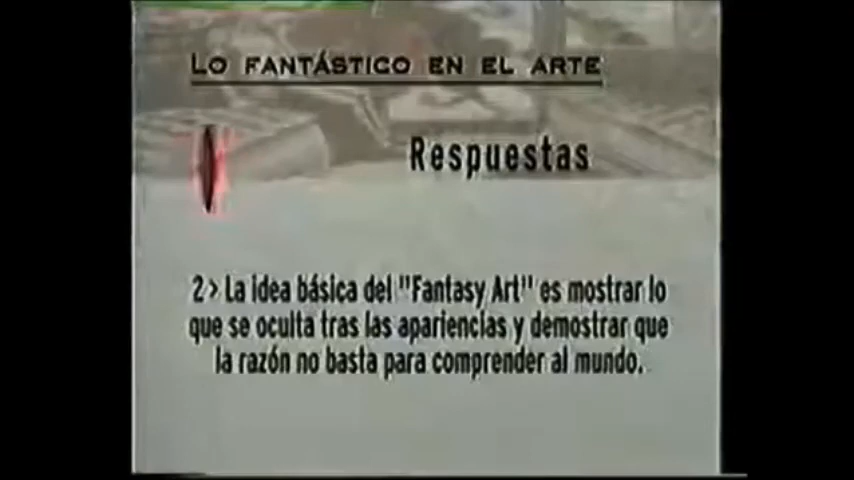 LO FANTÁSTICO EN EL ARTE
Respuestas
2> La idea básica del "Fantasy Art" es mostrar lo
que se oculta tras las apariencias y demostrar que
la razón no basta para comprender al mundo.